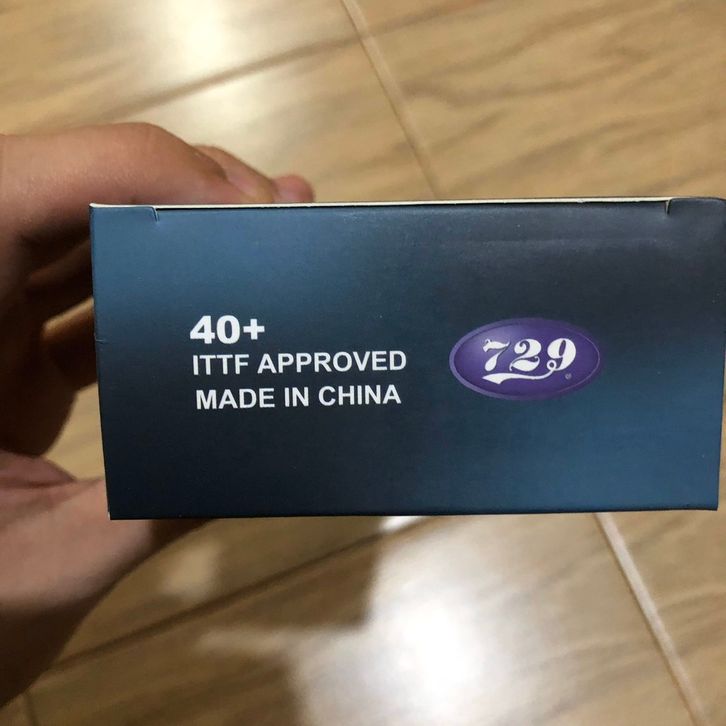 40+
ITTF APPROVED
MADE IN CHINA
729